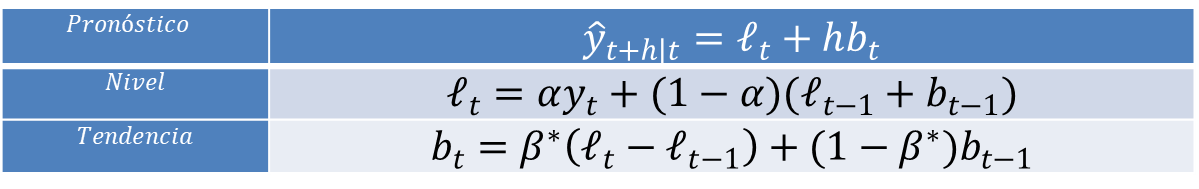 Pronóstico ŷ_{t+h|t} = ℓ_t + hb_t
Nivel ℓ_t = αy_t + (1 − α)(ℓ_{t−1} + b_{t−1})
Tendencia b_t = β*(ℓ_t − ℓ_{t−1}) + (1 − β*)b_{t−1}